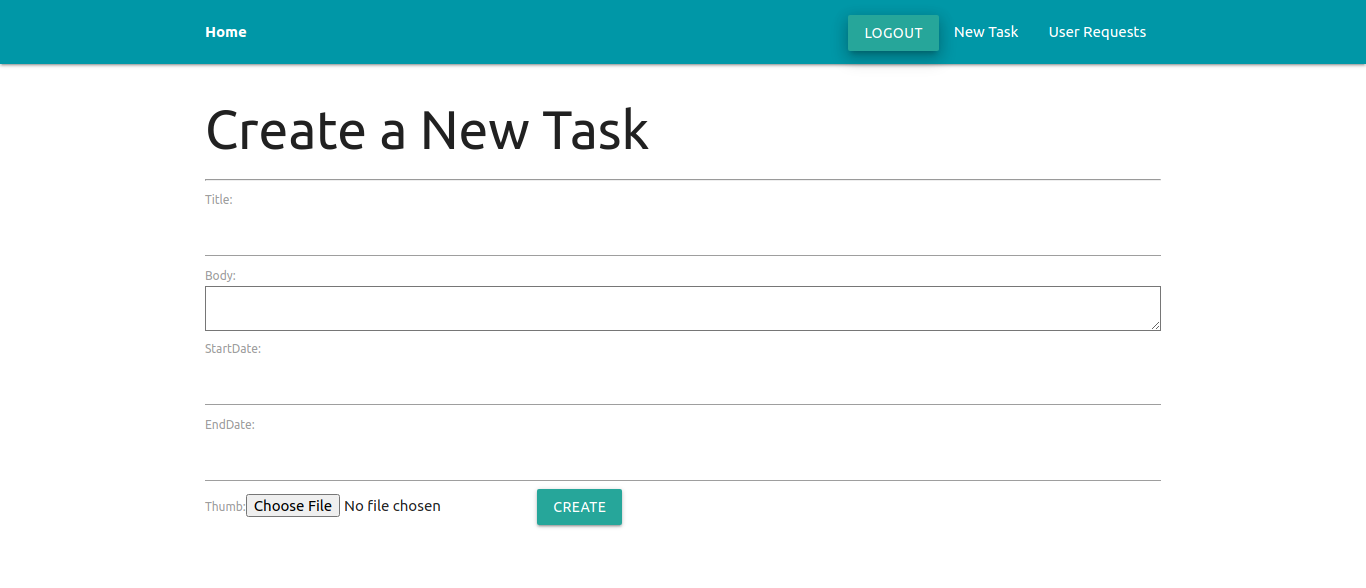 Home LOGOUT New Task User Requests
Create a New Task
Title:
Body:
StartDate:
EndDate:
Thumb: Choose File No file chosen CREATE